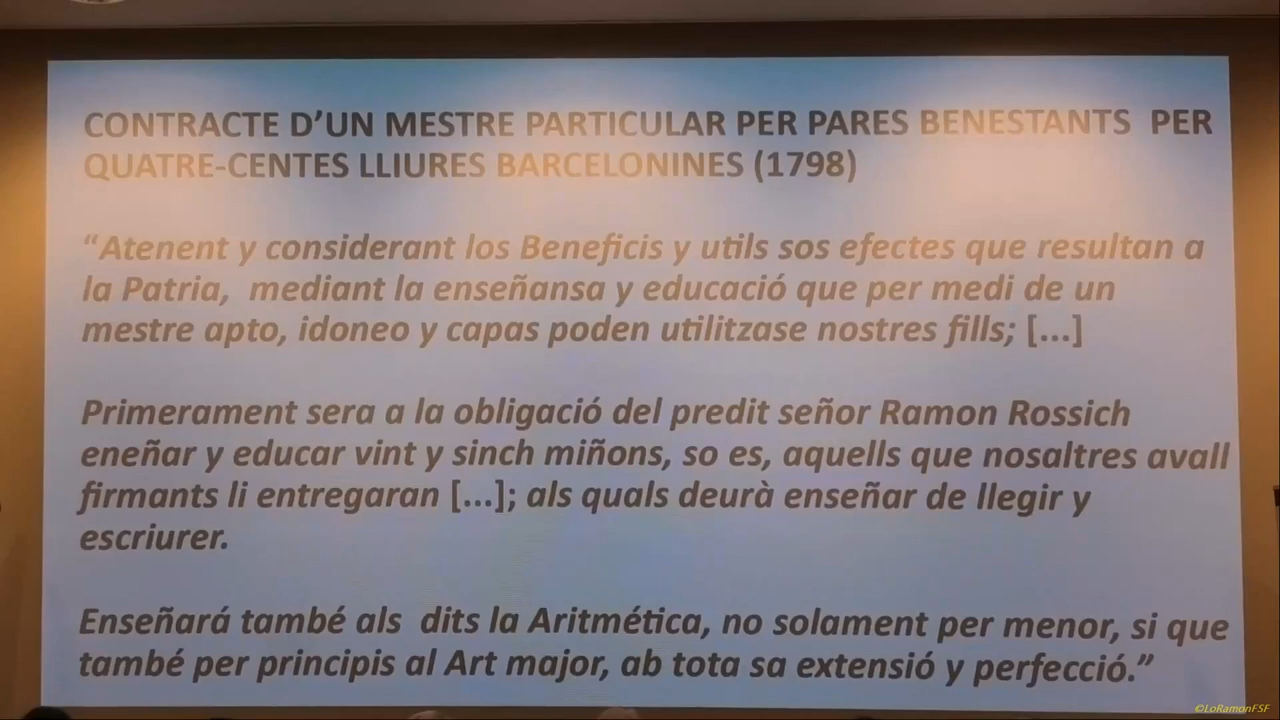 CONTRACTE D’UN MESTRE PARTICULAR PER PARES BENESTANTS PER
QUATRE-CENTES LLIURES BARCELONINES (1798)
“Atenent y considerant los Beneficis y utils sos efectes que resultan a
la Patria, mediant la enseñansa y educació que per medi de un
mestre apto, idoneo y capas poden utilitzase nostres fills; [...]
Primerament sera a la obligació del predit señor Ramon Rossich
eneñar y educar vint y sinch miñons, so es, aquells que nosaltres avall
firmants li entregaran [...]; als quals deurà enseñar de llegir y
escriurer.
Enseñará també als dits la Aritmética, no solament per menor, si que
també per principis al Art major, ab tota sa extensió y perfecció.”
©LoRamonFSF